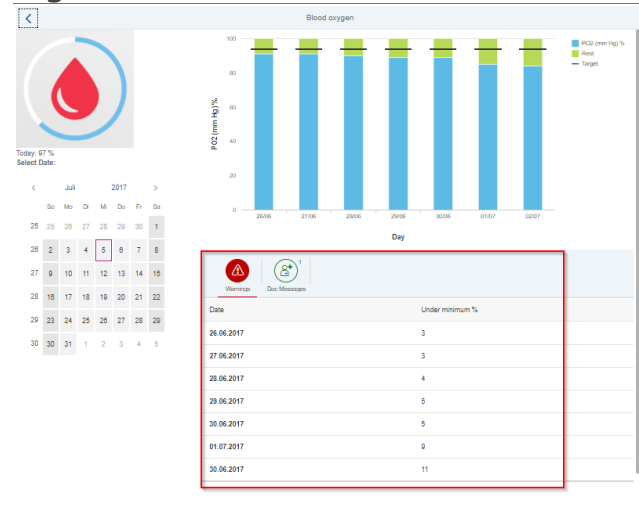 Blood oxygen
Today: 97 %
Select Date:
Juli 2017
So Mo Di Mi Do Fr Sa
25 25 26 27 28 29 30 1
26 2 3 4 5 6 7 8
27 9 10 11 12 13 14 15
28 16 17 18 19 20 21 22
29 23 24 25 26 27 28 29
30 30 31 1 2 3 4 5
PO2 (mm Hg)%
100
80
60
40
20
0
26/06 27/06 28/06 29/06 30/06 01/07 02/07
Day
PO2 (mm Hg) %
Rest
Target
1
Warnings Doc Messages
Date Under minimum %
26.06.2017 3
27.06.2017 3
28.06.2017 4
29.06.2017 5
30.06.2017 5
01.07.2017 9
30.06.2017 11